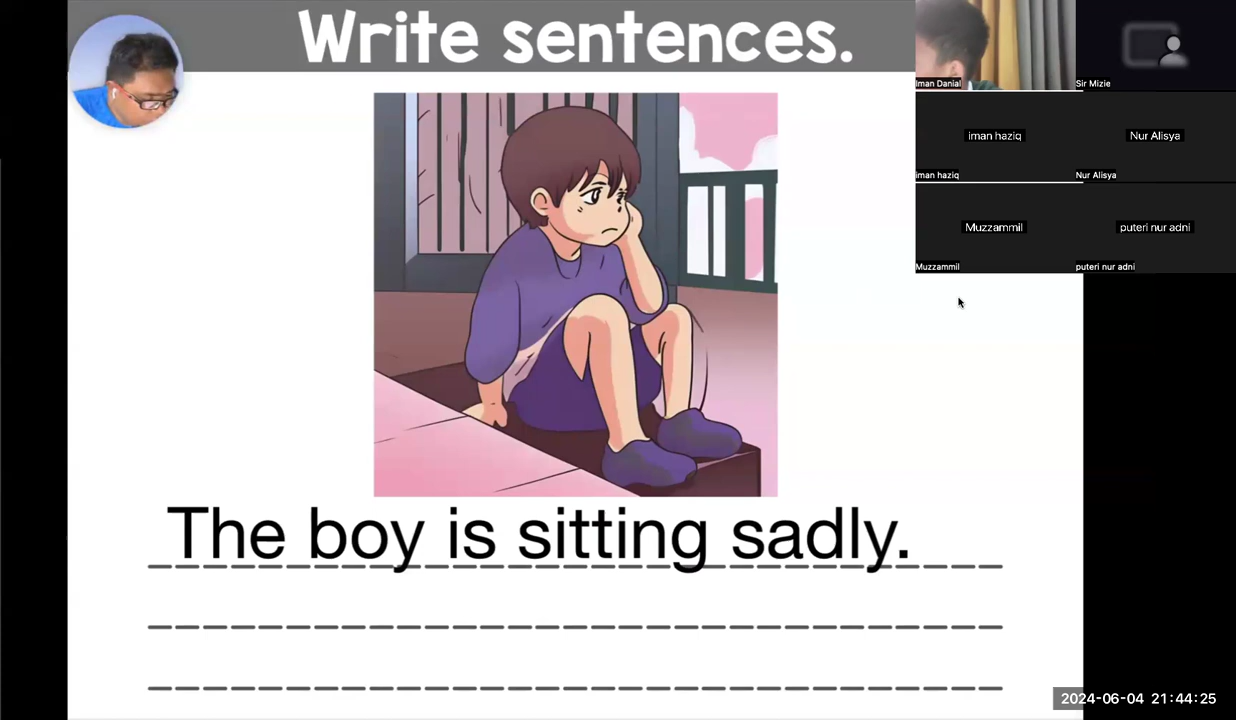 Write sentences.
Iman Danial
Sir Mizie
iman haziq
Nur Alisya
iman haziq
Nur Alisya
Muzzammil
puteri nur adni
Muzzammil
puteri nur adni
The boy is sitting sadly.
2024-06-04 21:44:25